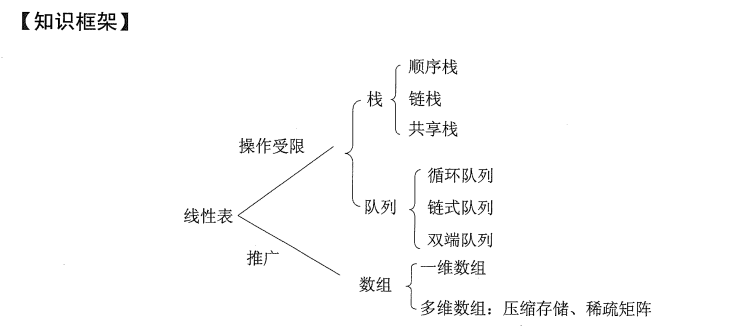 【知识框架】
顺序栈
栈
链栈
共享栈
操作受限
循环队列
队列
链式队列
线性表
双端队列
推广
一维数组
数组
多维数组：压缩存储、稀疏矩阵